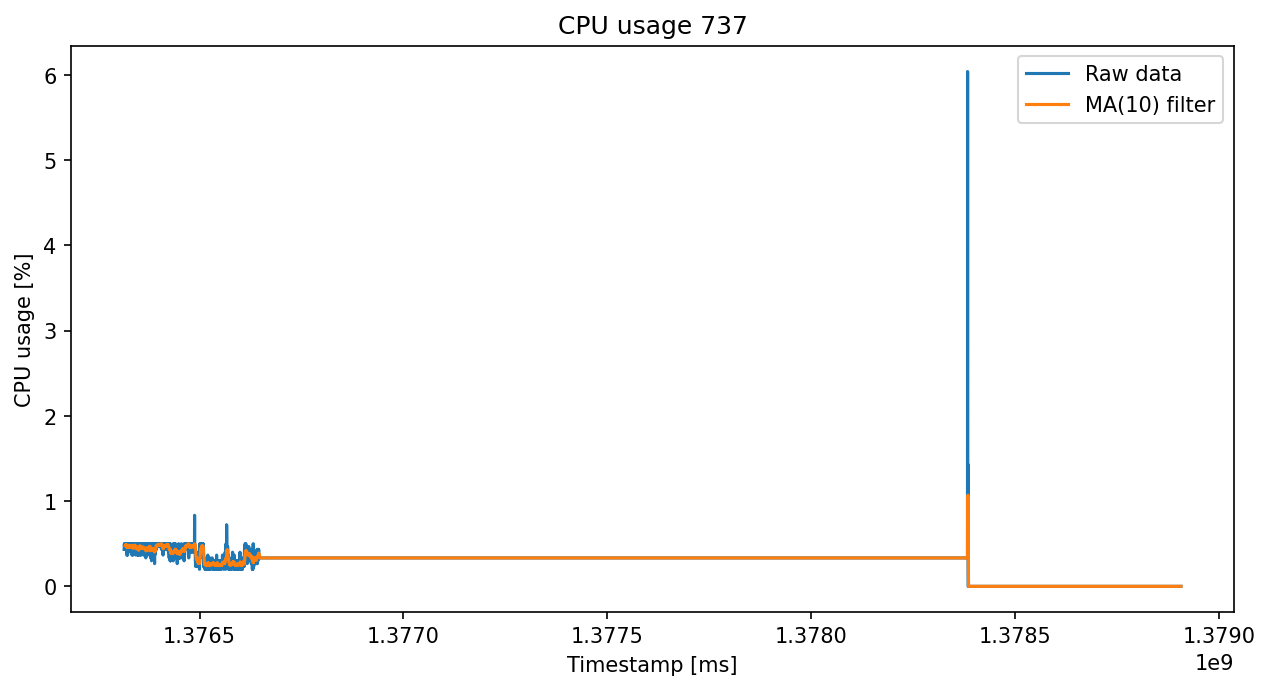 CPU usage 737
Raw data
MA(10) filter
CPU usage [%]
6
5
4
3
2
1
0
1.3765 1.3770 1.3775 1.3780 1.3785 1.3790
1e9
Timestamp [ms]